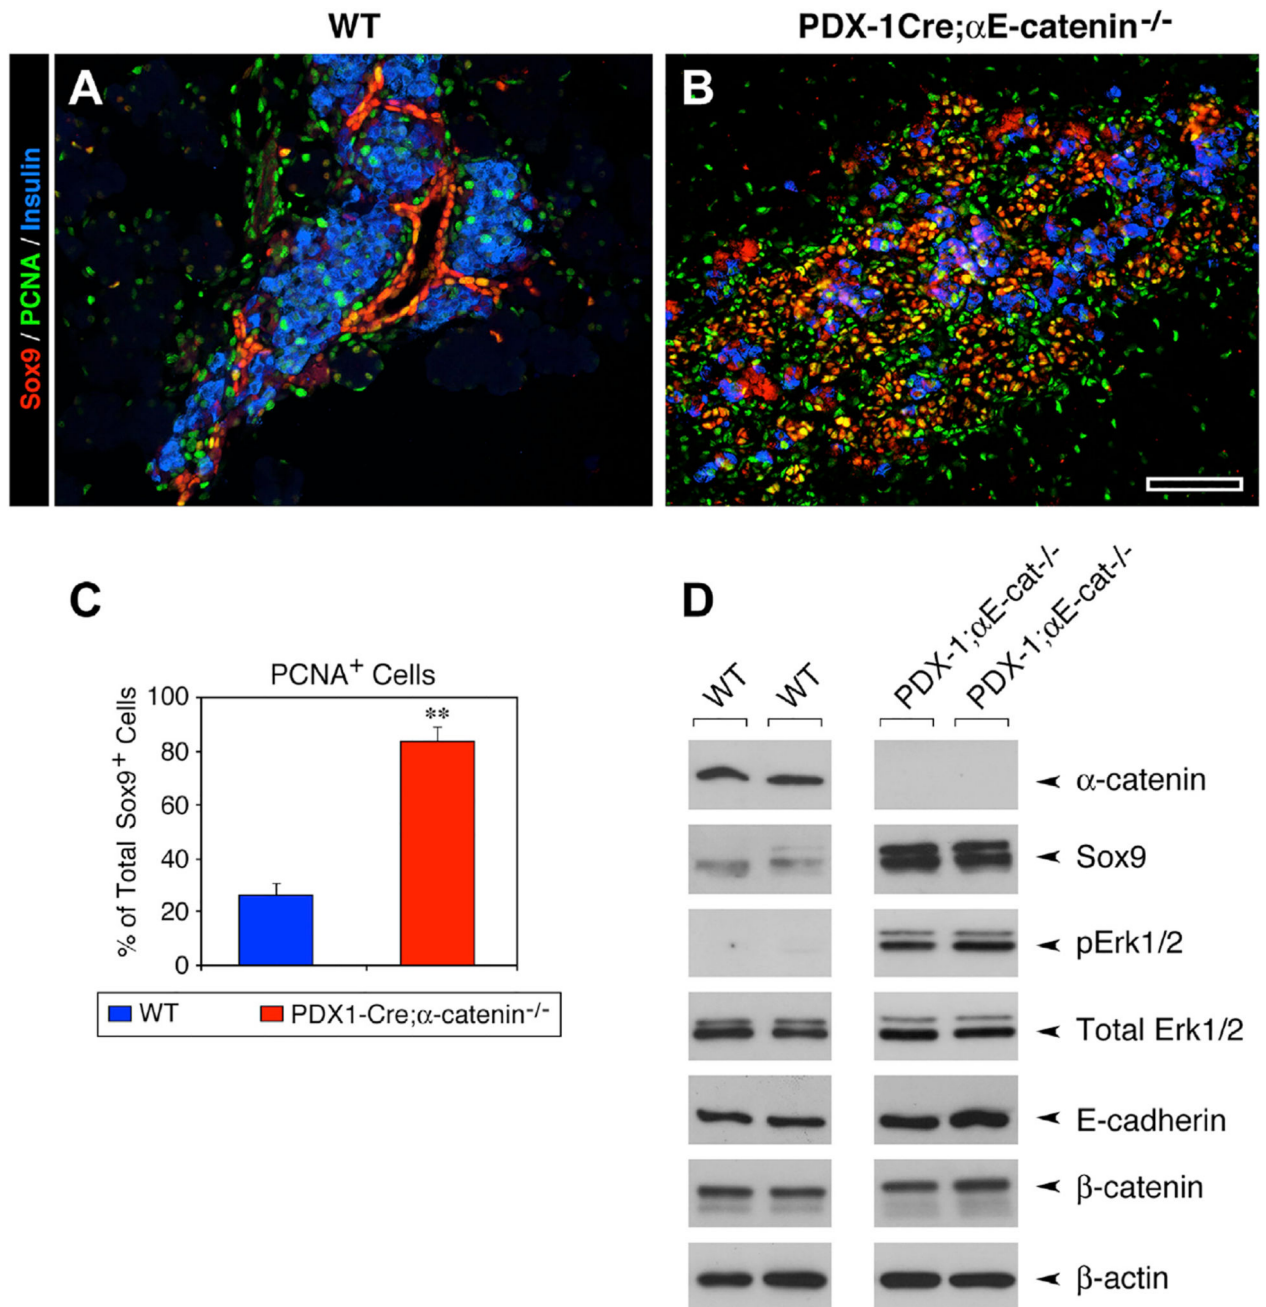 WT
PDX-1Cre;αE-catenin-/-
Sox9 / PCNA / Insulin
A
B
C
D
PCNA+ Cells
% of Total Sox9+ Cells
100
80
60
40
20
0
**
WT
PDX1-Cre;α-catenin-/-
WT
WT
PDX-1;αE-cat-/-
PDX-1;αE-cat-/-
α-catenin
Sox9
pErk1/2
Total Erk1/2
E-cadherin
β-catenin
β-actin